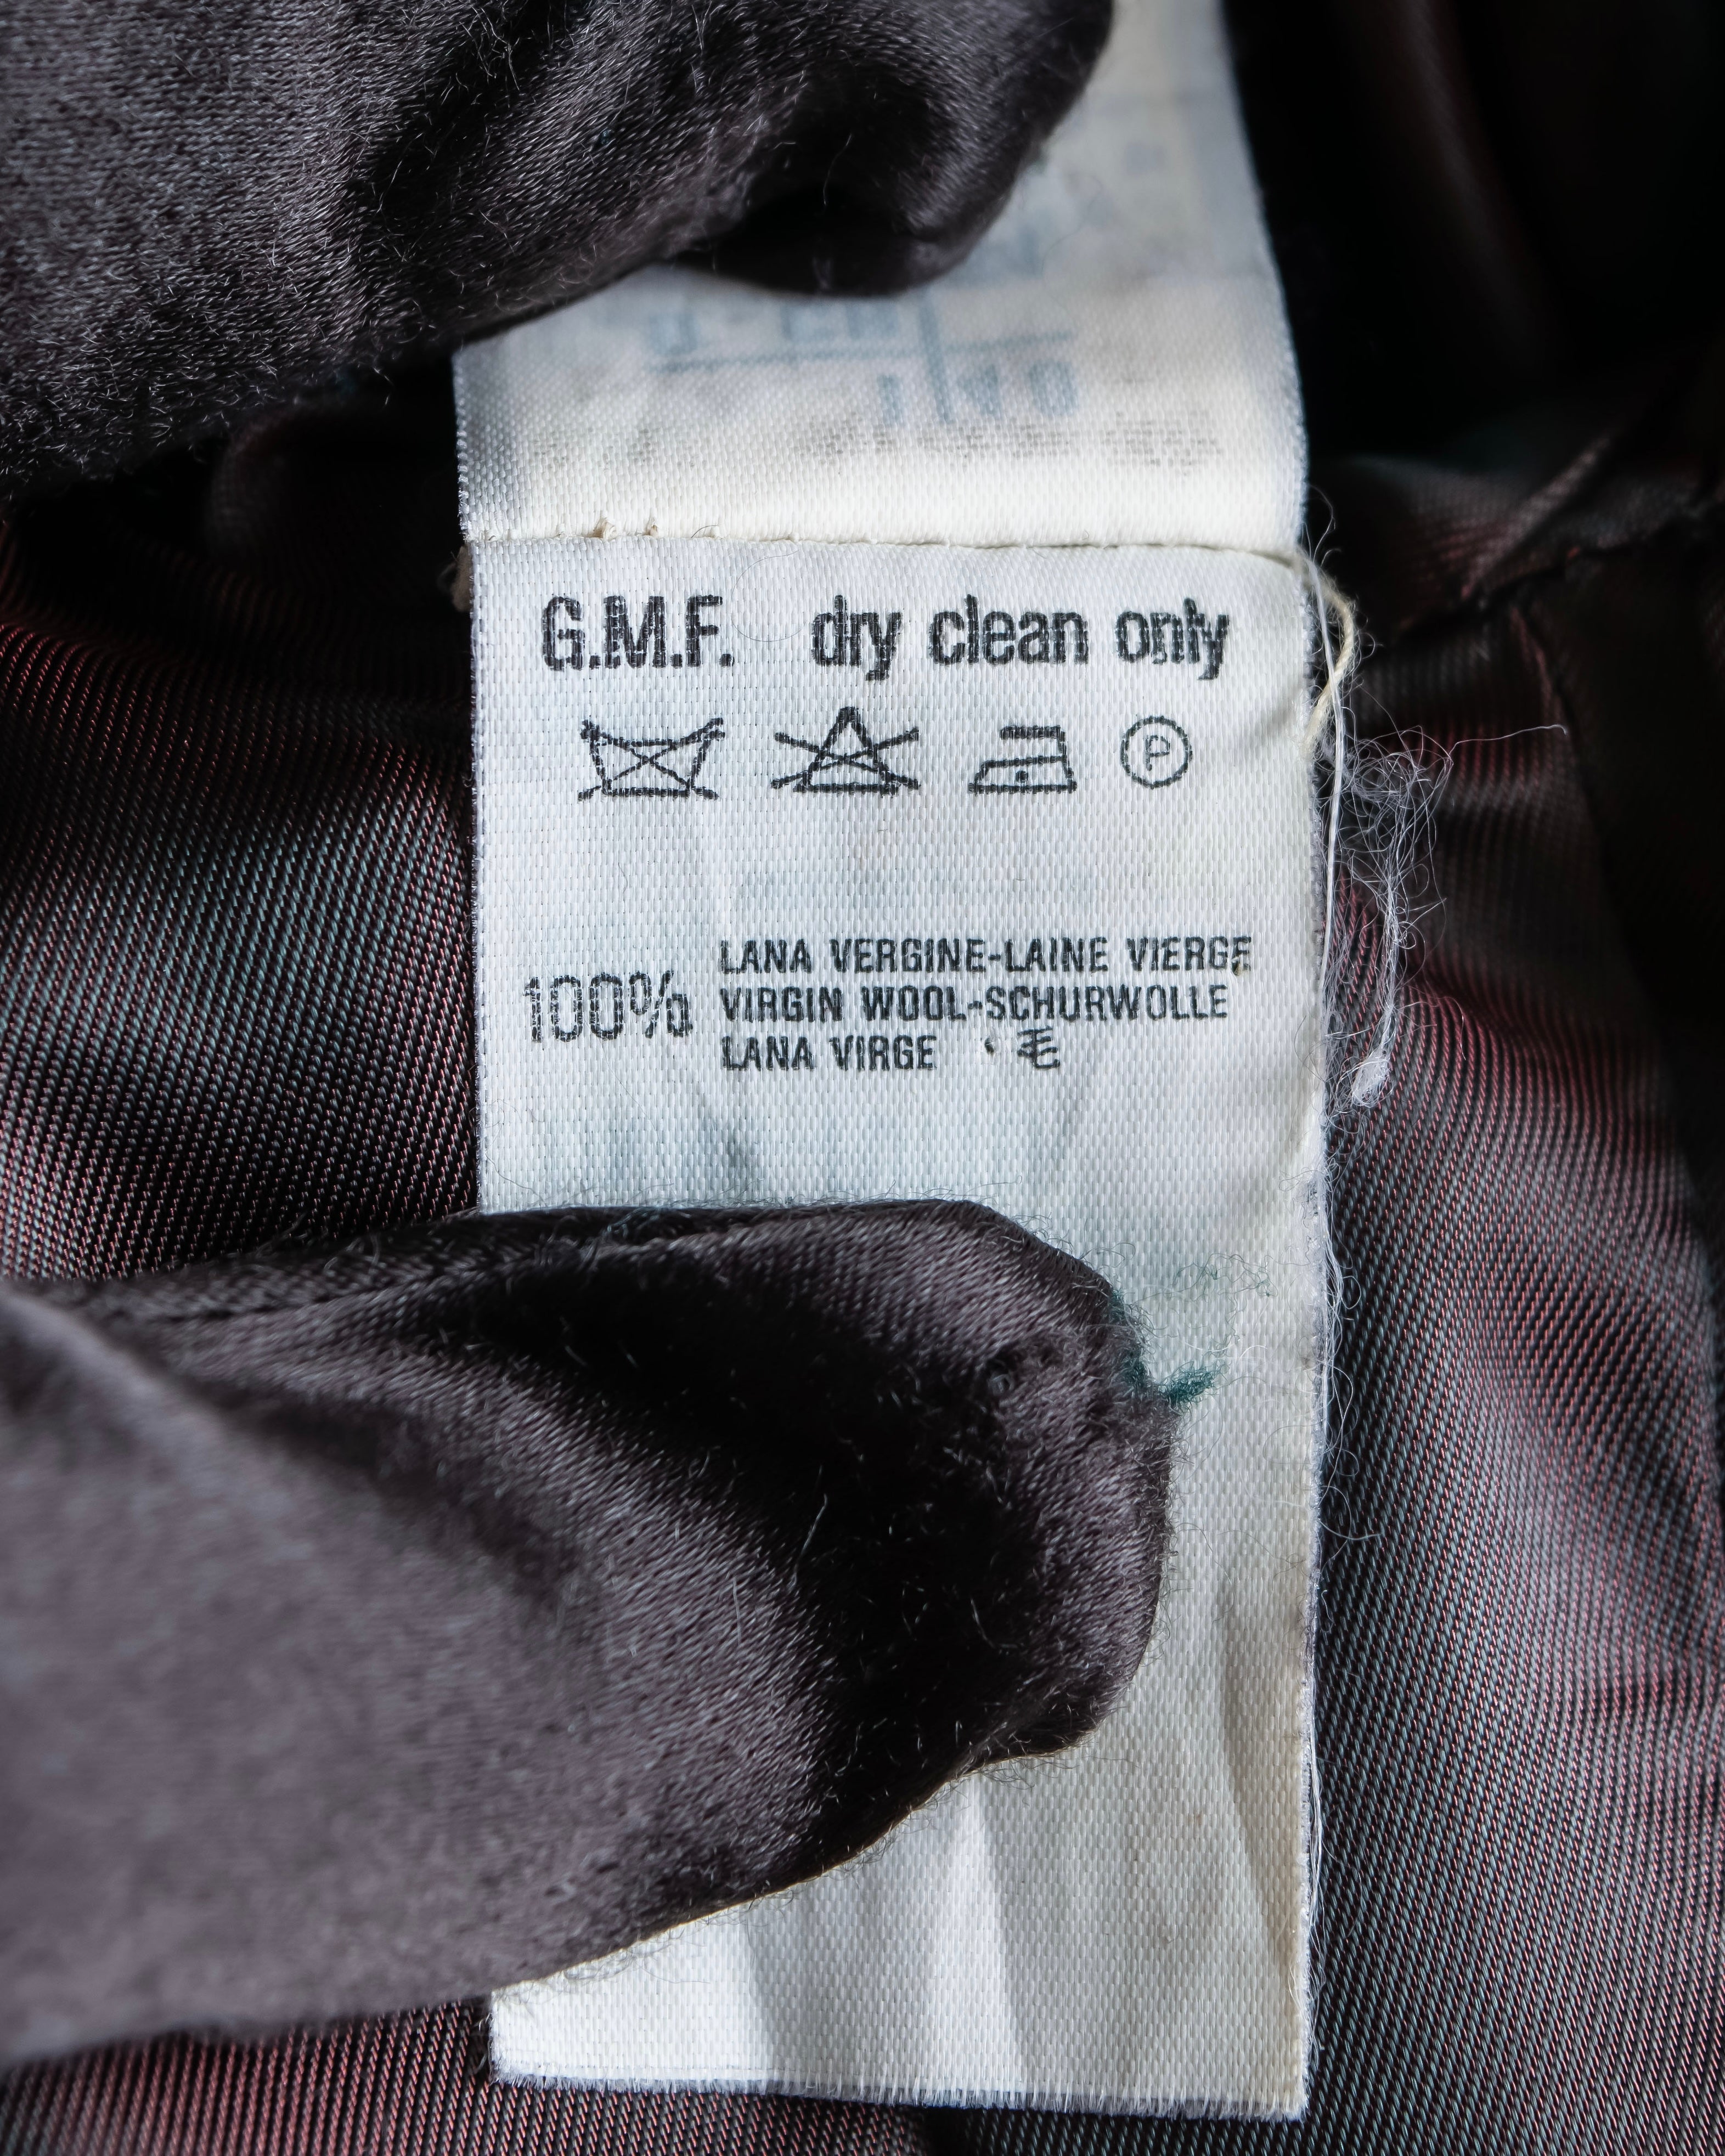 G.M.F. dry clean only
P
100%
LANA VERGINE-LAINE VIERGE
VIRGIN WOOL-SCHURWOLLE
LANA VIRGE · 毛